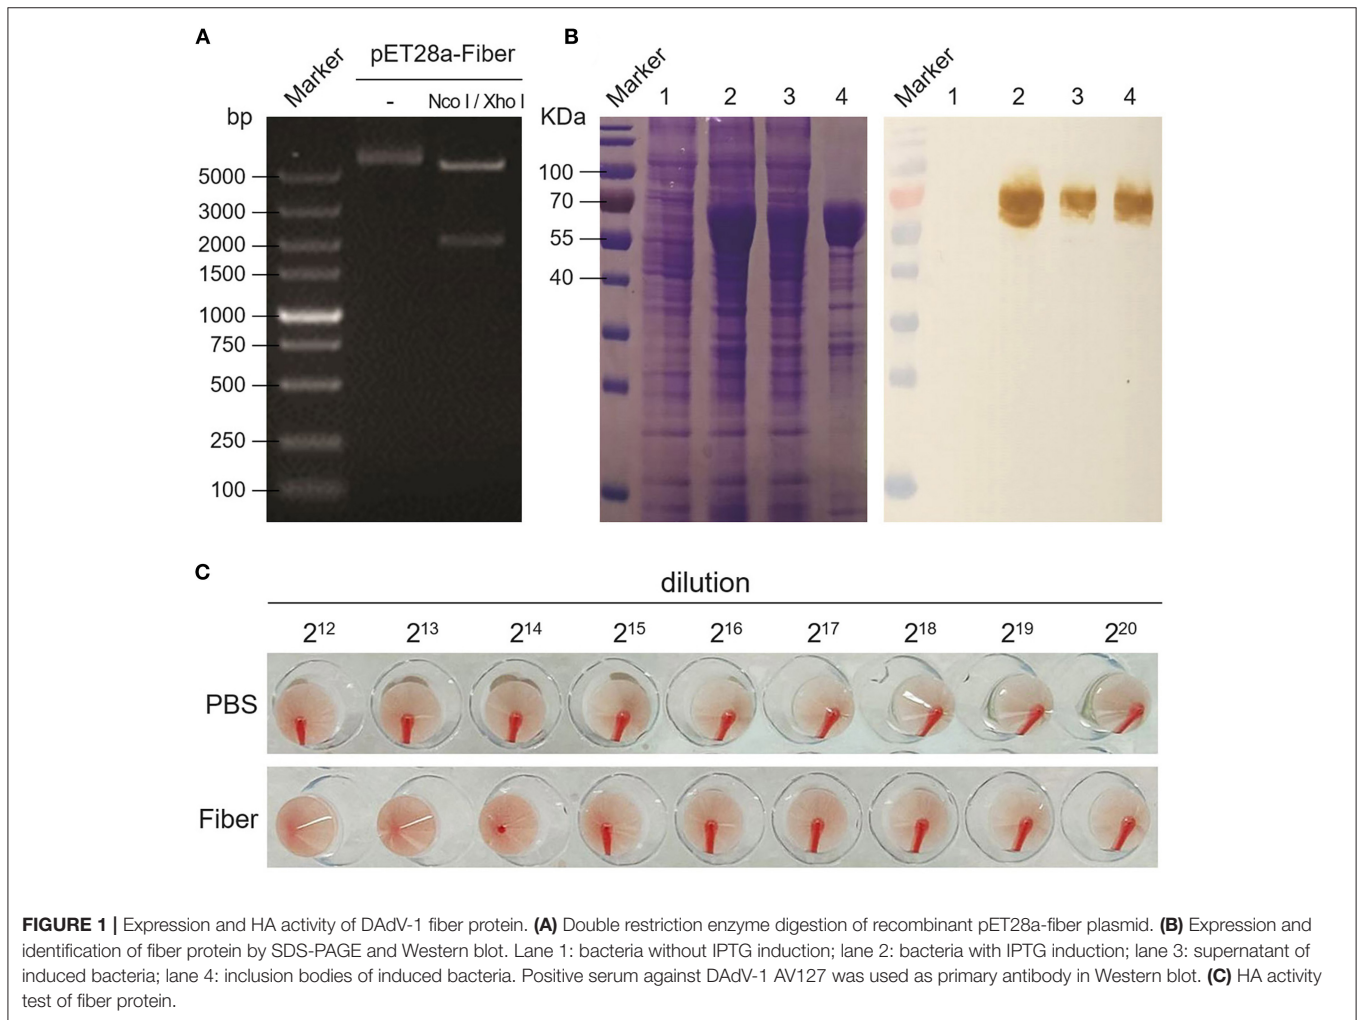 A
B
pET28a-Fiber
Marker
-
Nco I / Xho I
bp
5000
3000
2000
1500
1000
750
500
250
100
Marker
1 2 3 4
KDa
100
70
55
40
Marker
1 2 3 4
C
dilution
2¹² 2¹³ 2¹⁴ 2¹⁵ 2¹⁶ 2¹⁷ 2¹⁸ 2¹⁹ 2²⁰
PBS
Fiber
FIGURE 1 | Expression and HA activity of DAdV-1 fiber protein. (A) Double restriction enzyme digestion of recombinant pET28a-fiber plasmid. (B) Expression and
identification of fiber protein by SDS-PAGE and Western blot. Lane 1: bacteria without IPTG induction; lane 2: bacteria with IPTG induction; lane 3: supernatant of
induced bacteria; lane 4: inclusion bodies of induced bacteria. Positive serum against DAdV-1 AV127 was used as primary antibody in Western blot. (C) HA activity
test of fiber protein.